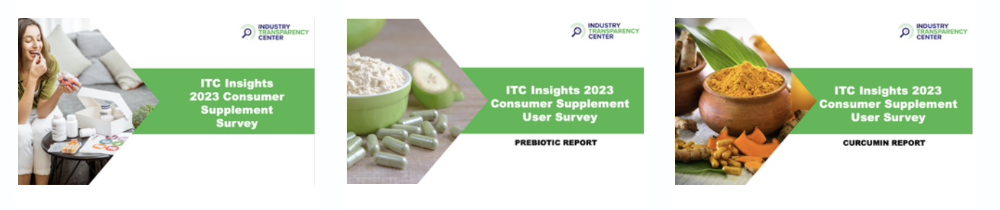 INDUSTRY
TRANSPARENCY
CENTER
ITC Insights
2023 Consumer
Supplement
Survey
INDUSTRY
TRANSPARENCY
CENTER
ITC Insights 2023
Consumer Supplement
User Survey
PREBIOTIC REPORT
INDUSTRY
TRANSPARENCY
CENTER
ITC Insights 2023
Consumer Supplement
User Survey
CURCUMIN REPORT